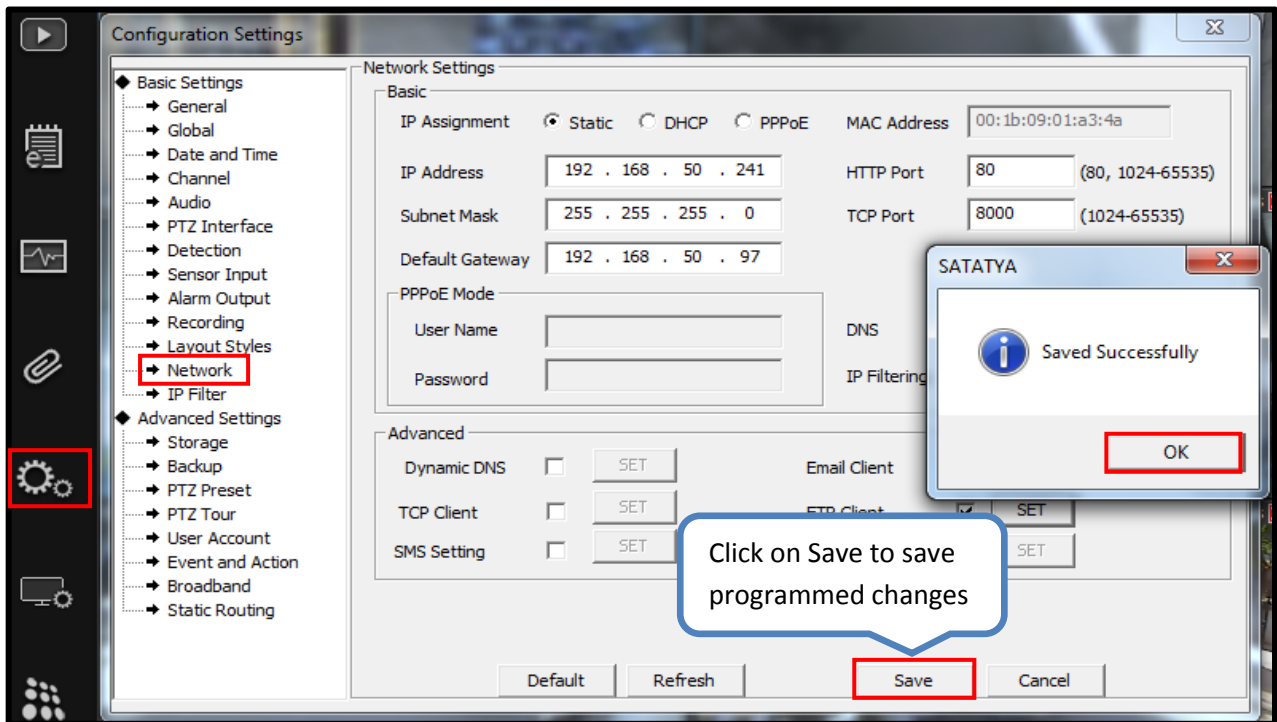 Configuration Settings
Basic Settings
General
Global
Date and Time
Channel
Audio
PTZ Interface
Detection
Sensor Input
Alarm Output
Recording
Layout Styles
Network
IP Filter
Advanced Settings
Storage
Backup
PTZ Preset
PTZ Tour
User Account
Event and Action
Broadband
Static Routing
Network Settings
Basic
IP Assignment Static DHCP PPPoE MAC Address 00:1b:09:01:a3:4a
IP Address 192 . 168 . 50 . 241 HTTP Port 80 (80, 1024-65535)
Subnet Mask 255 . 255 . 255 . 0 TCP Port 8000 (1024-65535)
Default Gateway 192 . 168 . 50 . 97
PPPoE Mode
User Name DNS
Password IP Filtering
SATATYA
Saved Successfully
OK
Advanced
Dynamic DNS SET Email Client
TCP Client SET FTP Client SET
SMS Setting SET SET
Click on Save to save
programmed changes
Default Refresh Save Cancel